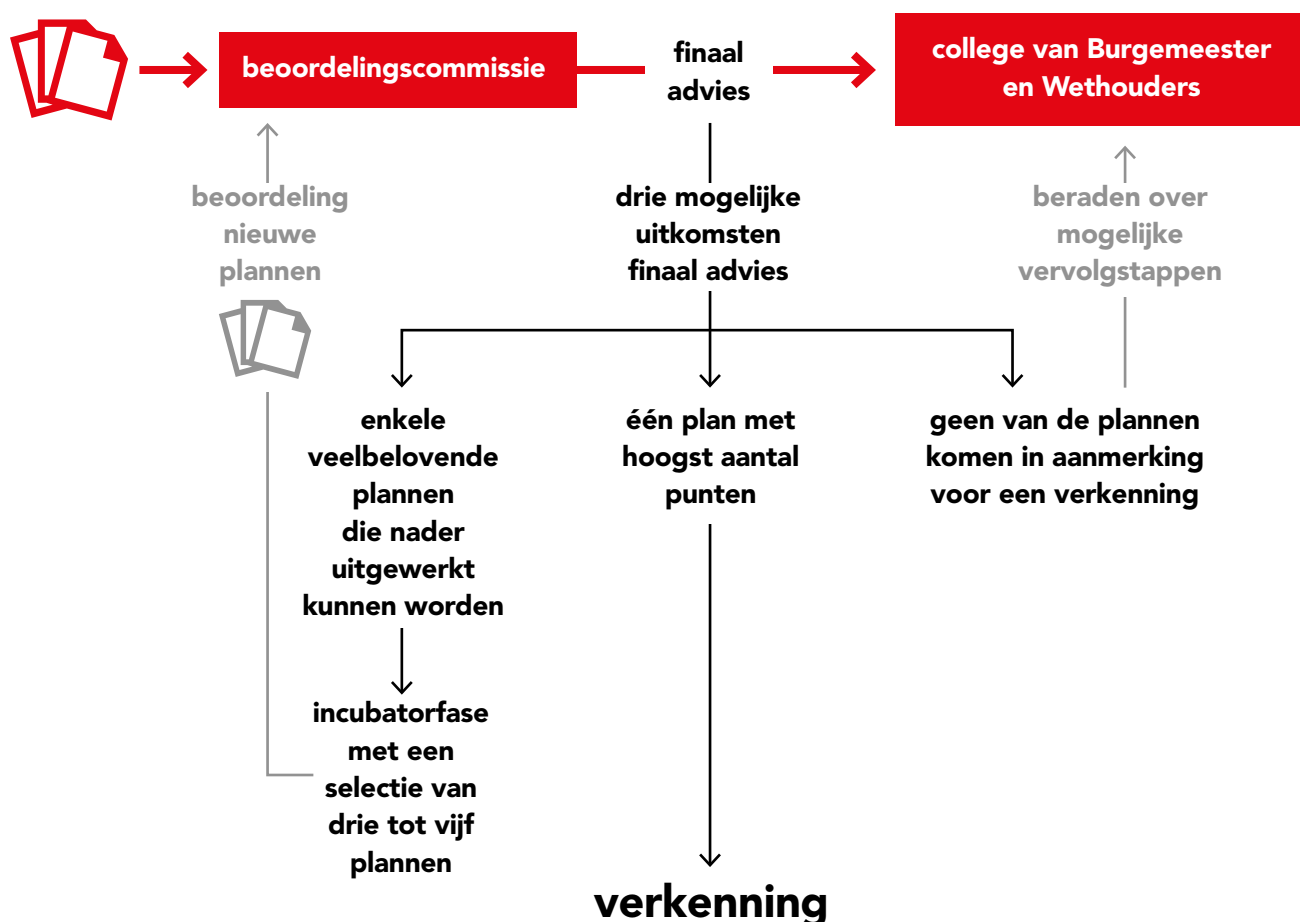 beoordelingscommissie
finaal
advies
college van Burgemeester
en Wethouders
beoordeling
nieuwe
plannen
drie mogelijke
uitkomsten
finaal advies
beraden over
mogelijke
vervolgstappen
enkele
veelbelovende
plannen
die nader
uitgewerkt
kunnen worden
één plan met
hoogst aantal
punten
geen van de plannen
komen in aanmerking
voor een verkenning
incubatorfase
met een
selectie van
drie tot vijf
plannen
verkenning